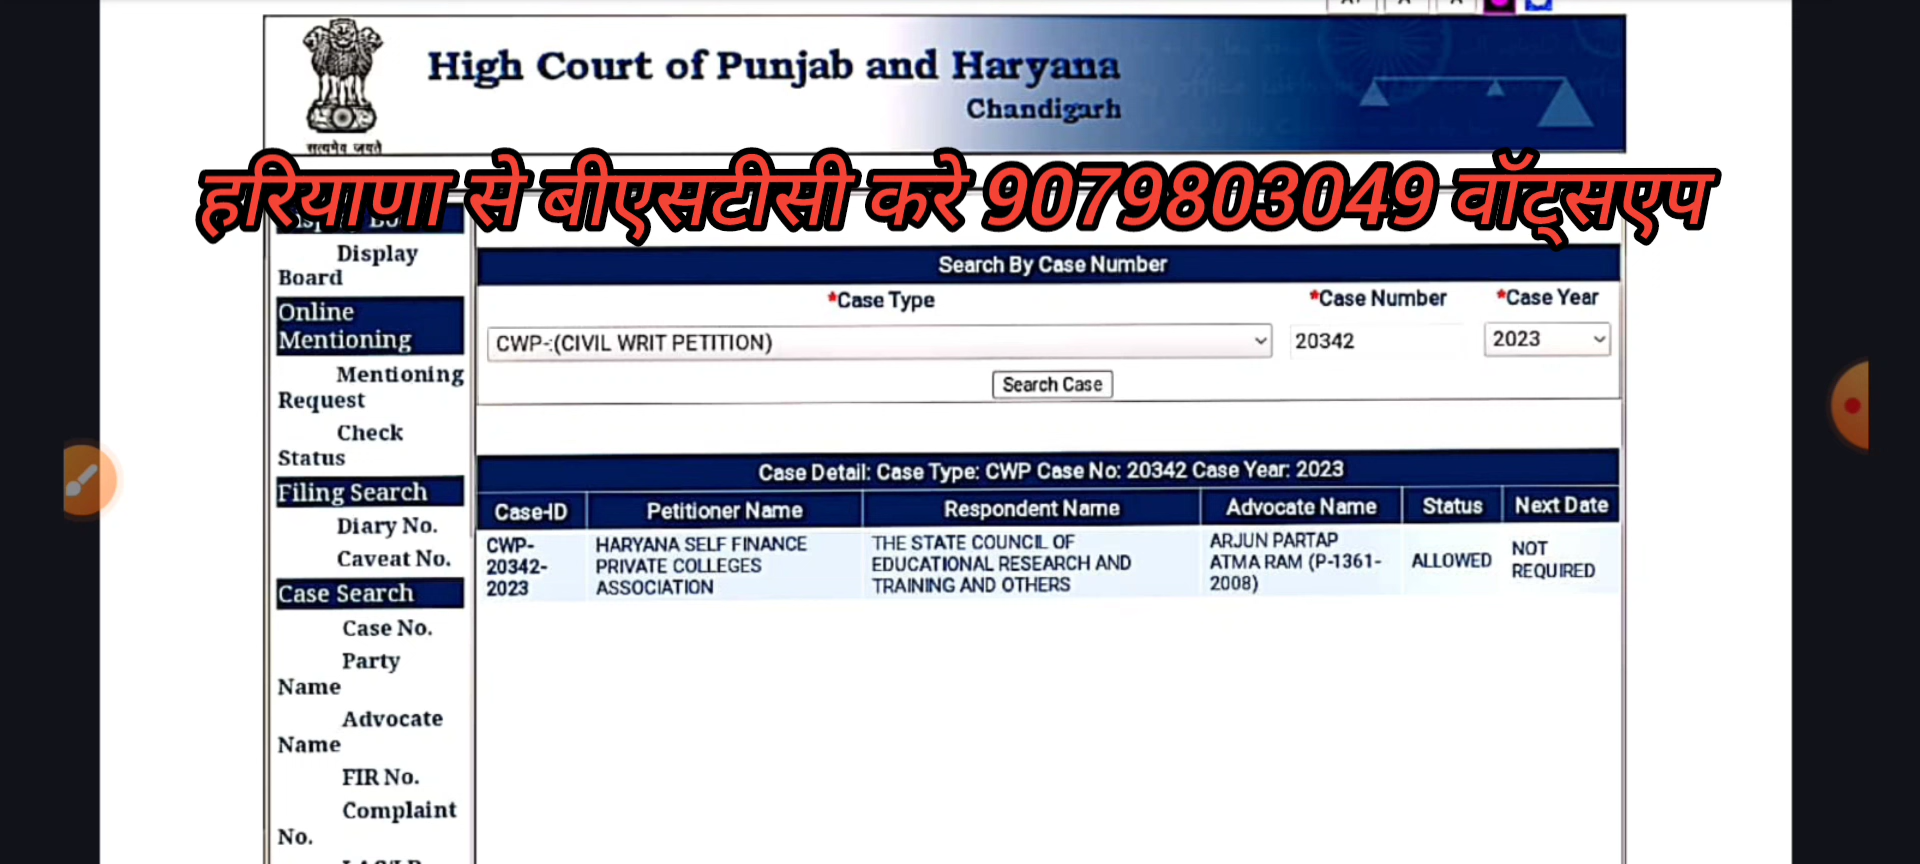 High Court of Punjab and Haryana
Chandigarh
सत्यमेव जयते
हरियाणा से बीएसटीसी करे 9079803049 वॉट्सएप
Display
Board
Online
Mentioning
Mentioning
Request
Check
Status
Filing Search
Diary No.
Caveat No.
Case Search
Case No.
Party
Name
Advocate
Name
FIR No.
Complaint
No.
Search By Case Number
*Case Type *Case Number *Case Year
CWP-:(CIVIL WRIT PETITION) 20342 2023
Search Case
Case Detail: Case Type: CWP Case No: 20342 Case Year: 2023
Case-ID Petitioner Name Respondent Name Advocate Name Status Next Date
CWP-
20342-
2023
HARYANA SELF FINANCE
PRIVATE COLLEGES
ASSOCIATION
THE STATE COUNCIL OF
EDUCATIONAL RESEARCH AND
TRAINING AND OTHERS
ARJUN PARTAP
ATMA RAM (P-1361-
2008)
ALLOWED
NOT
REQUIRED